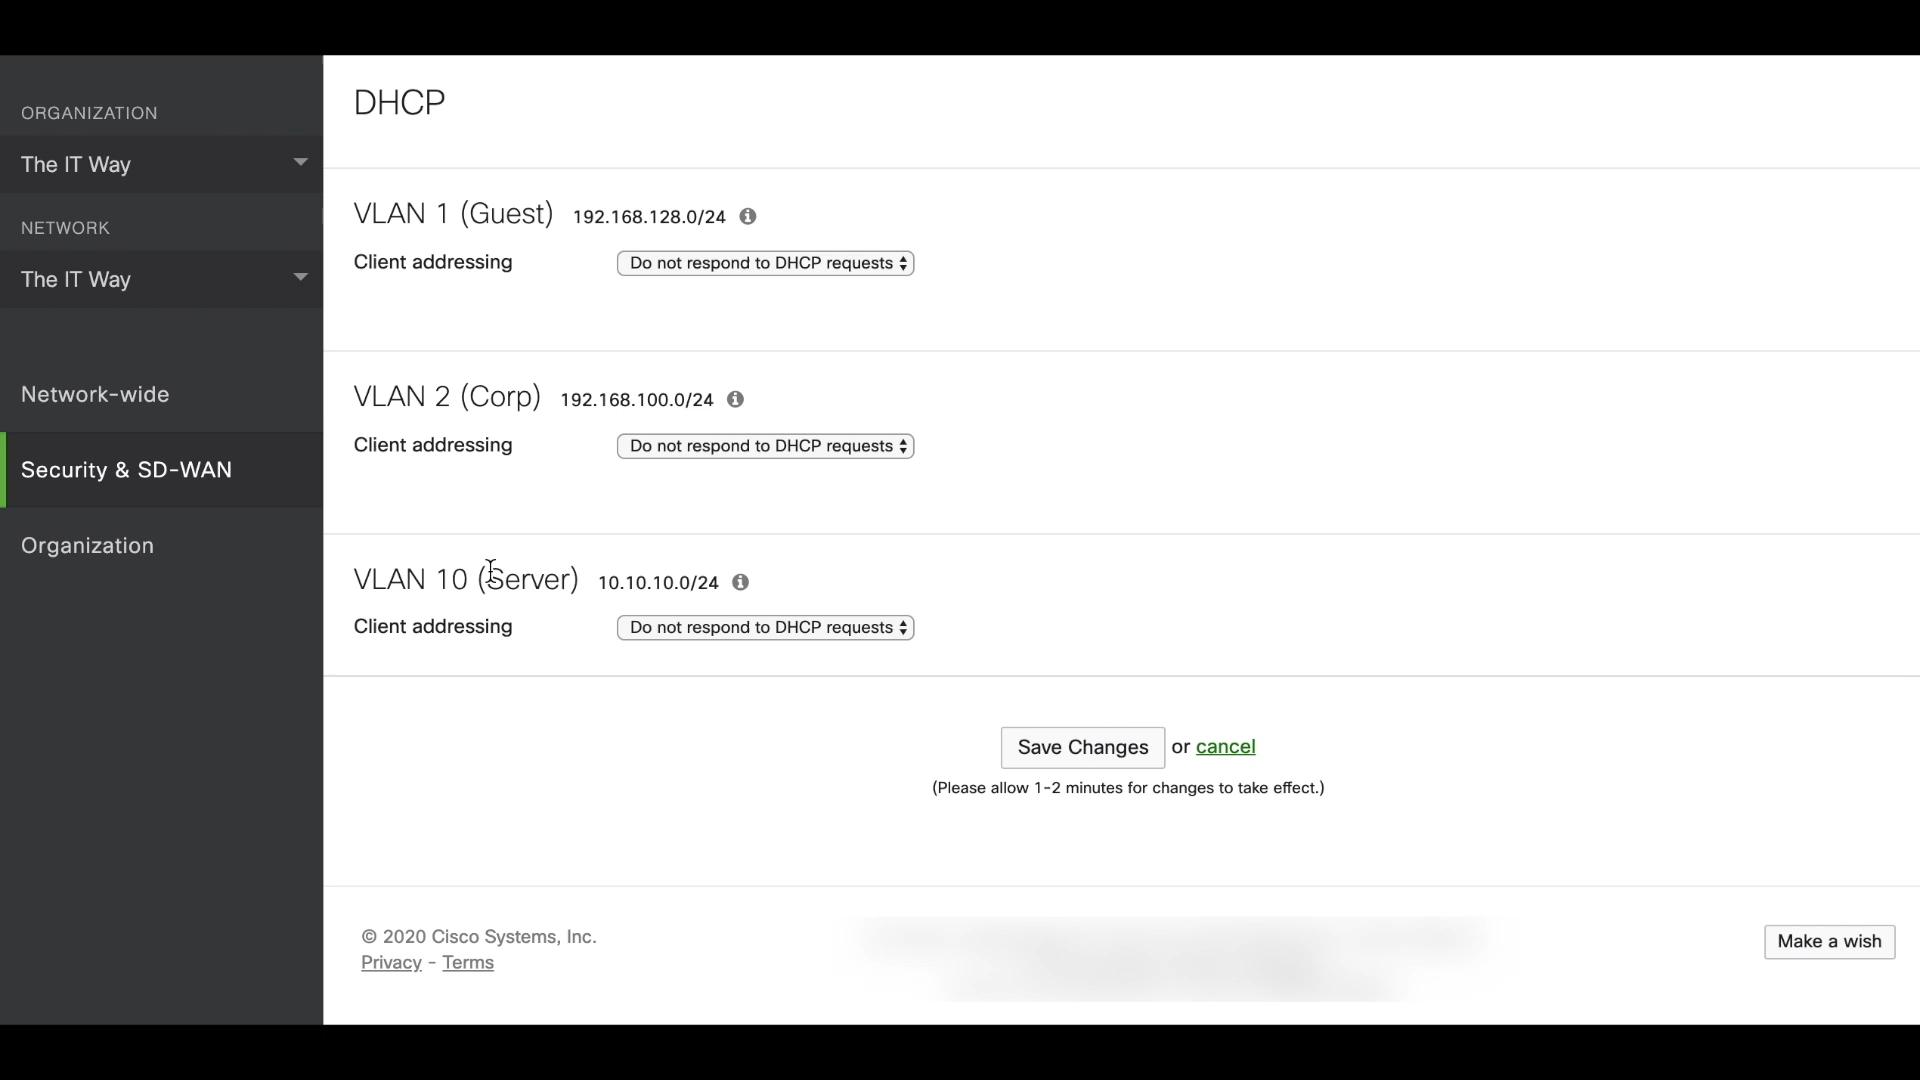 DHCP
ORGANIZATION
The IT Way
NETWORK
The IT Way
Network-wide
Security & SD-WAN
Organization
VLAN 1 (Guest) 192.168.128.0/24
Client addressing Do not respond to DHCP requests
VLAN 2 (Corp) 192.168.100.0/24
Client addressing Do not respond to DHCP requests
VLAN 10 (Server) 10.10.10.0/24
Client addressing Do not respond to DHCP requests
Save Changes or cancel
(Please allow 1-2 minutes for changes to take effect.)
© 2020 Cisco Systems, Inc.
Privacy - Terms
Make a wish